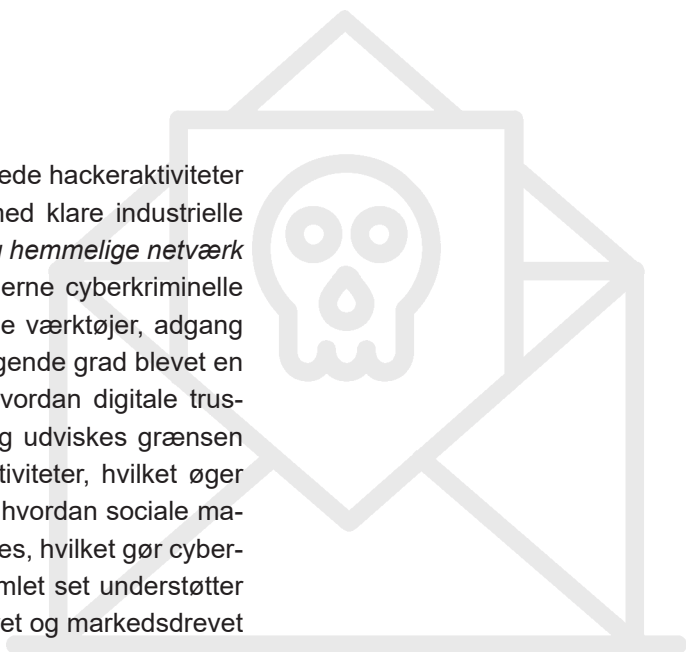 ede hackeraktiviteter
ned klare industrielle
hemmelige netværk
erne cyberkriminelle
e værktøjer, adgang
gende grad blevet en
vordan digitale trus-
g udviskes grænsen
tiviteter, hvilket øger
hvordan sociale ma-
es, hvilket gør cyber-
mlet set understøtter
et og markedsdrevet